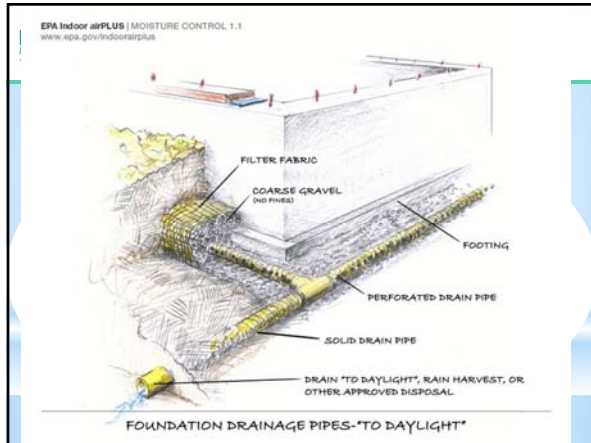 EPA Indoor airPLUS | MOISTURE CONTROL 1.1
www.epa.gov/indoorairplus
FILTER FABRIC
COARSE GRAVEL
(NO FINES)
FOOTING
PERFORATED DRAIN PIPE
SOLID DRAIN PIPE
DRAIN "TO DAYLIGHT", RAIN HARVEST, OR
OTHER APPROVED DISPOSAL
FOUNDATION DRAINAGE PIPES-"TO DAYLIGHT"